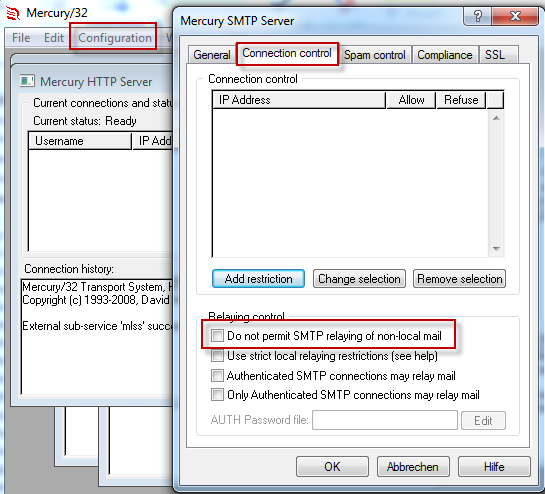 Mercury/32
File Edit Configuration
Mercury HTTP Server
Current connections and statu
Current status: Ready
Username IP Add
Connection history:
Mercury/32 Transport System, H
Copyright (c) 1993-2008, David
External sub-service 'mlss' succe
Mercury SMTP Server
General Connection control Spam control Compliance SSL
Connection control
IP Address Allow Refuse
Add restriction Change selection Remove selection
Relaying control
Do not permit SMTP relaying of non-local mail
Use strict local relaying restrictions (see help)
Authenticated SMTP connections may relay mail
Only Authenticated SMTP connections may relay mail
AUTH Password file: Edit
OK Abbrechen Hilfe